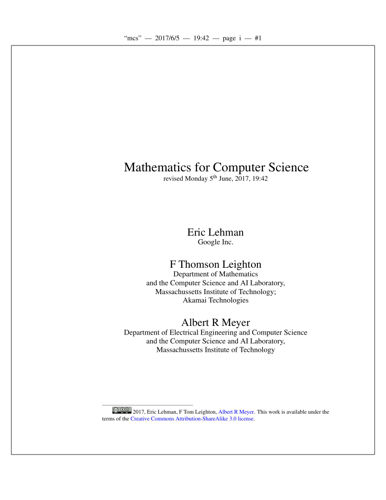 “mcs” — 2017/6/5 — 19:42 — page i — #1
Mathematics for Computer Science
revised Monday 5th June, 2017, 19:42
Eric Lehman
Google Inc.
F Thomson Leighton
Department of Mathematics
and the Computer Science and AI Laboratory,
Massachussetts Institute of Technology;
Akamai Technologies
Albert R Meyer
Department of Electrical Engineering and Computer Science
and the Computer Science and AI Laboratory,
Massachussetts Institute of Technology
2017, Eric Lehman, F Tom Leighton, Albert R Meyer. This work is available under the
terms of the Creative Commons Attribution-ShareAlike 3.0 license.